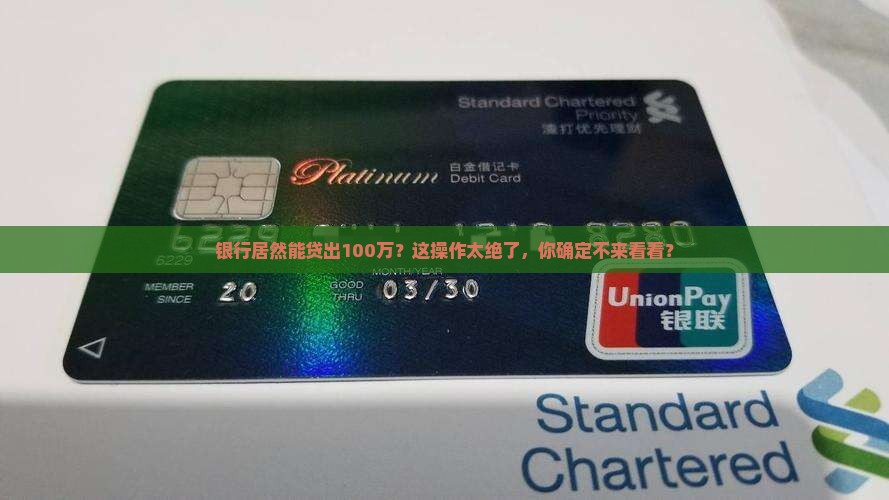 Standard Chartered
Priority
渣打优先理财
Platinum
白金借记卡
Debit Card
银行居然能贷出100万？这操作太绝了，你确定不来看看？
6229
MONTH/YEAR
MEMBER SINCE 20
GOOD THRU 03/30
UnionPay
银联
Standard
Chartered